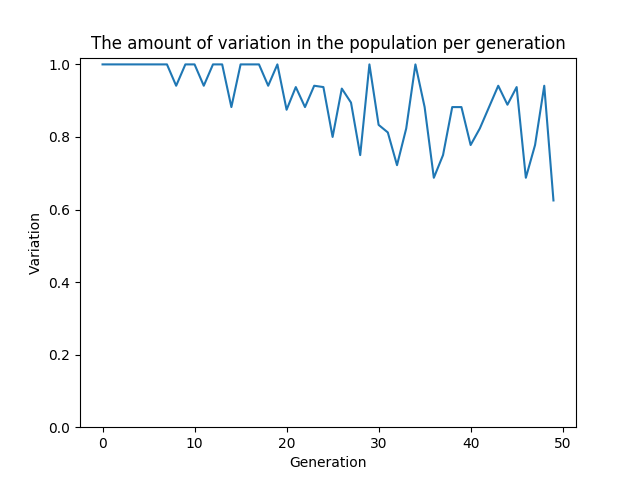 The amount of variation in the population per generation
1.0
0.8
0.6
0.4
0.2
0.0
Variation
0 10 20 30 40 50
Generation